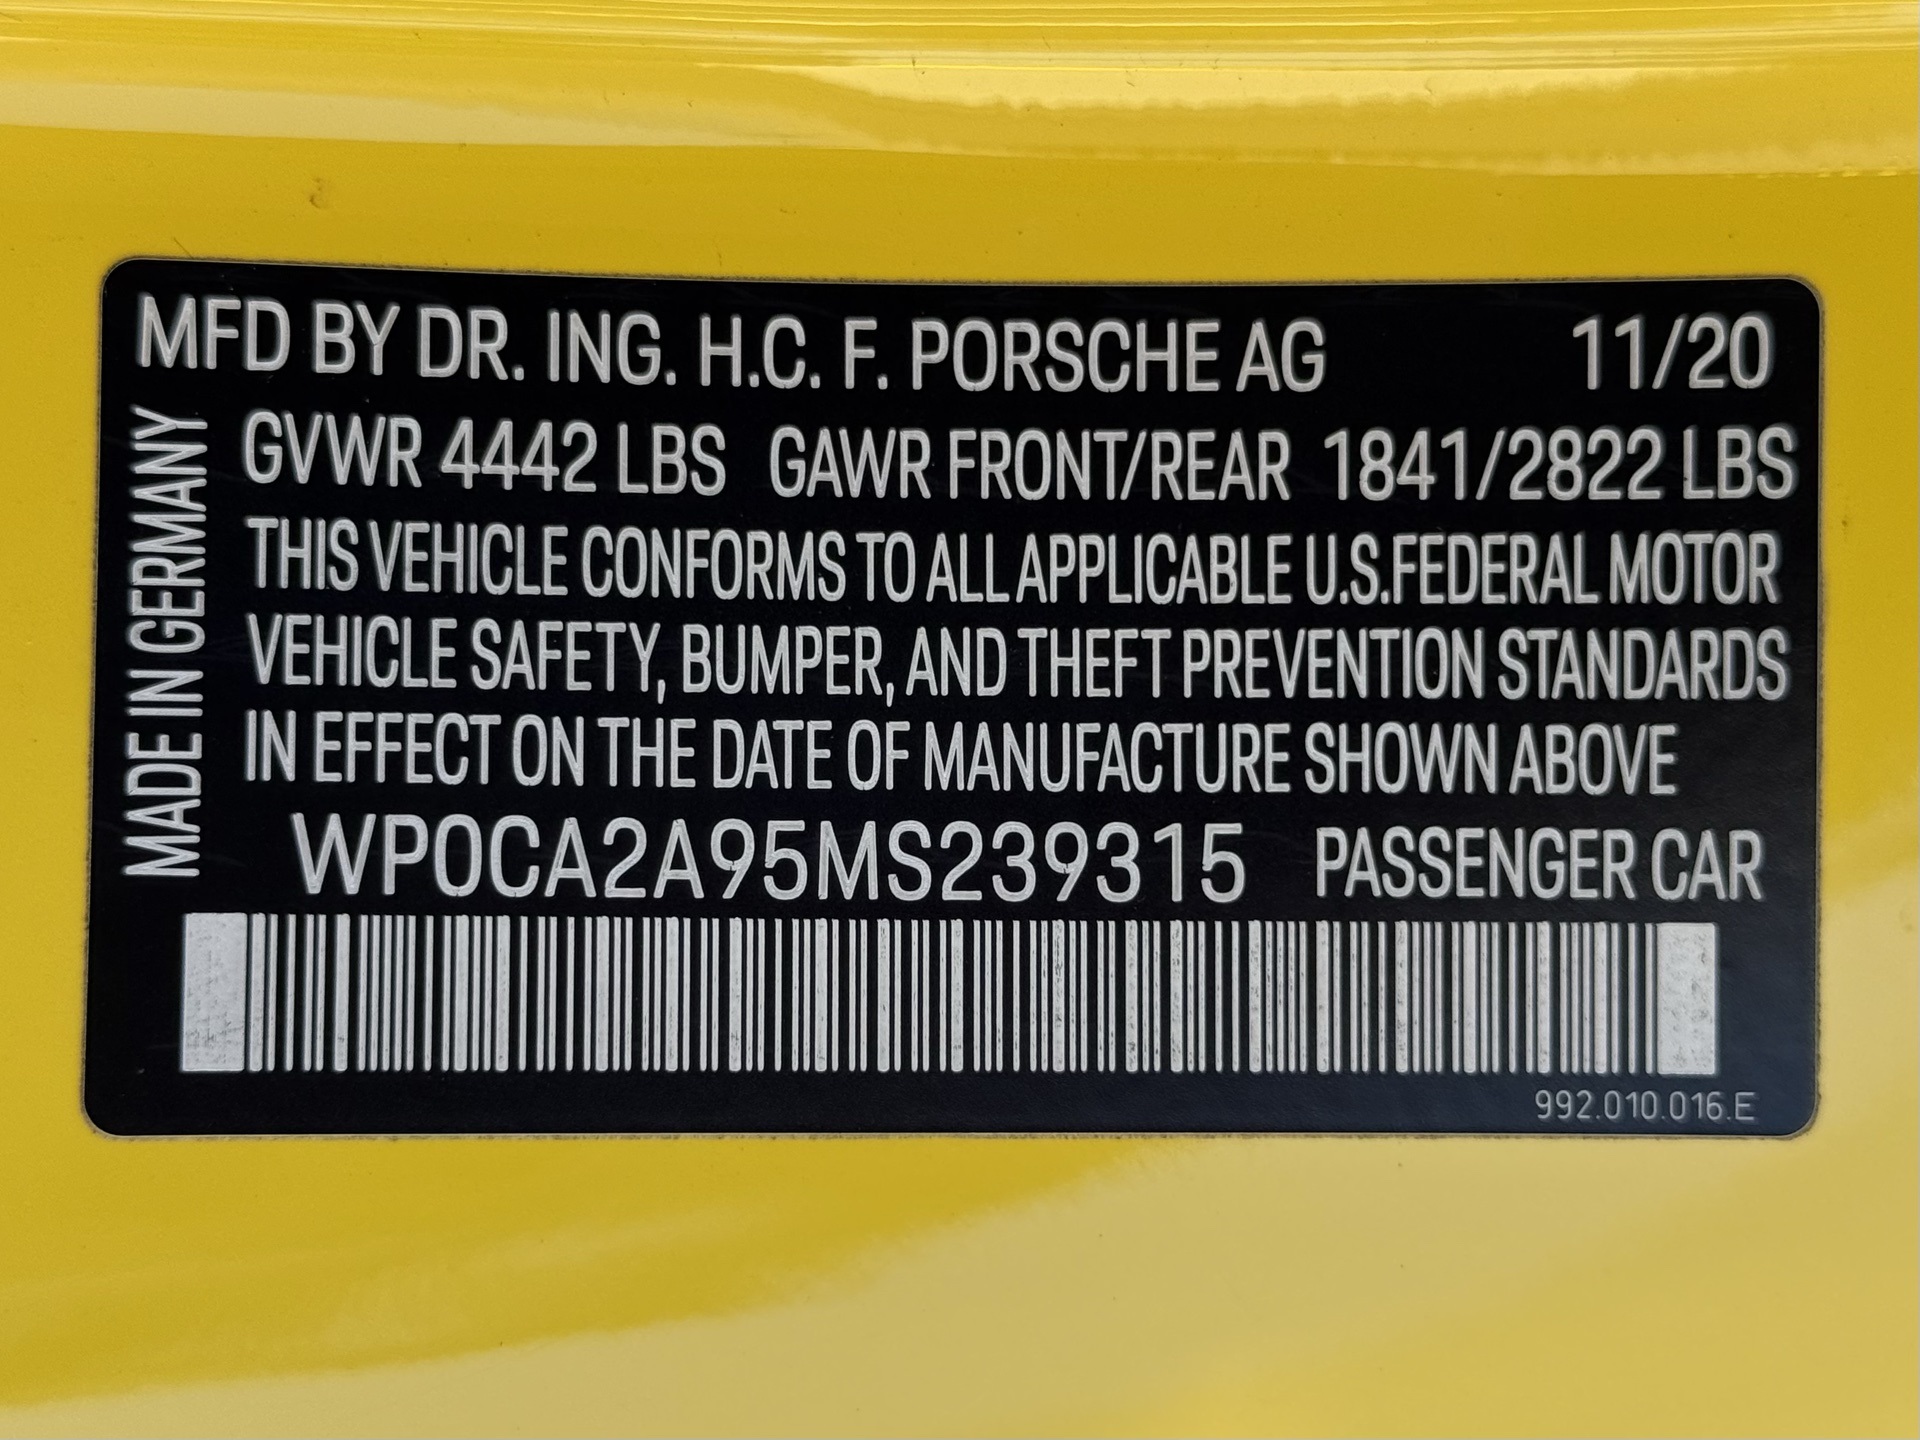 MFD BY DR. ING. H.C. F. PORSCHE AG 11/20
MADE IN GERMANY
GVWR 4442 LBS GAWR FRONT/REAR 1841/2822 LBS
THIS VEHICLE CONFORMS TO ALL APPLICABLE U.S.FEDERAL MOTOR
VEHICLE SAFETY, BUMPER, AND THEFT PREVENTION STANDARDS
IN EFFECT ON THE DATE OF MANUFACTURE SHOWN ABOVE
WP0CA2A95MS239315 PASSENGER CAR
992.010.016.E